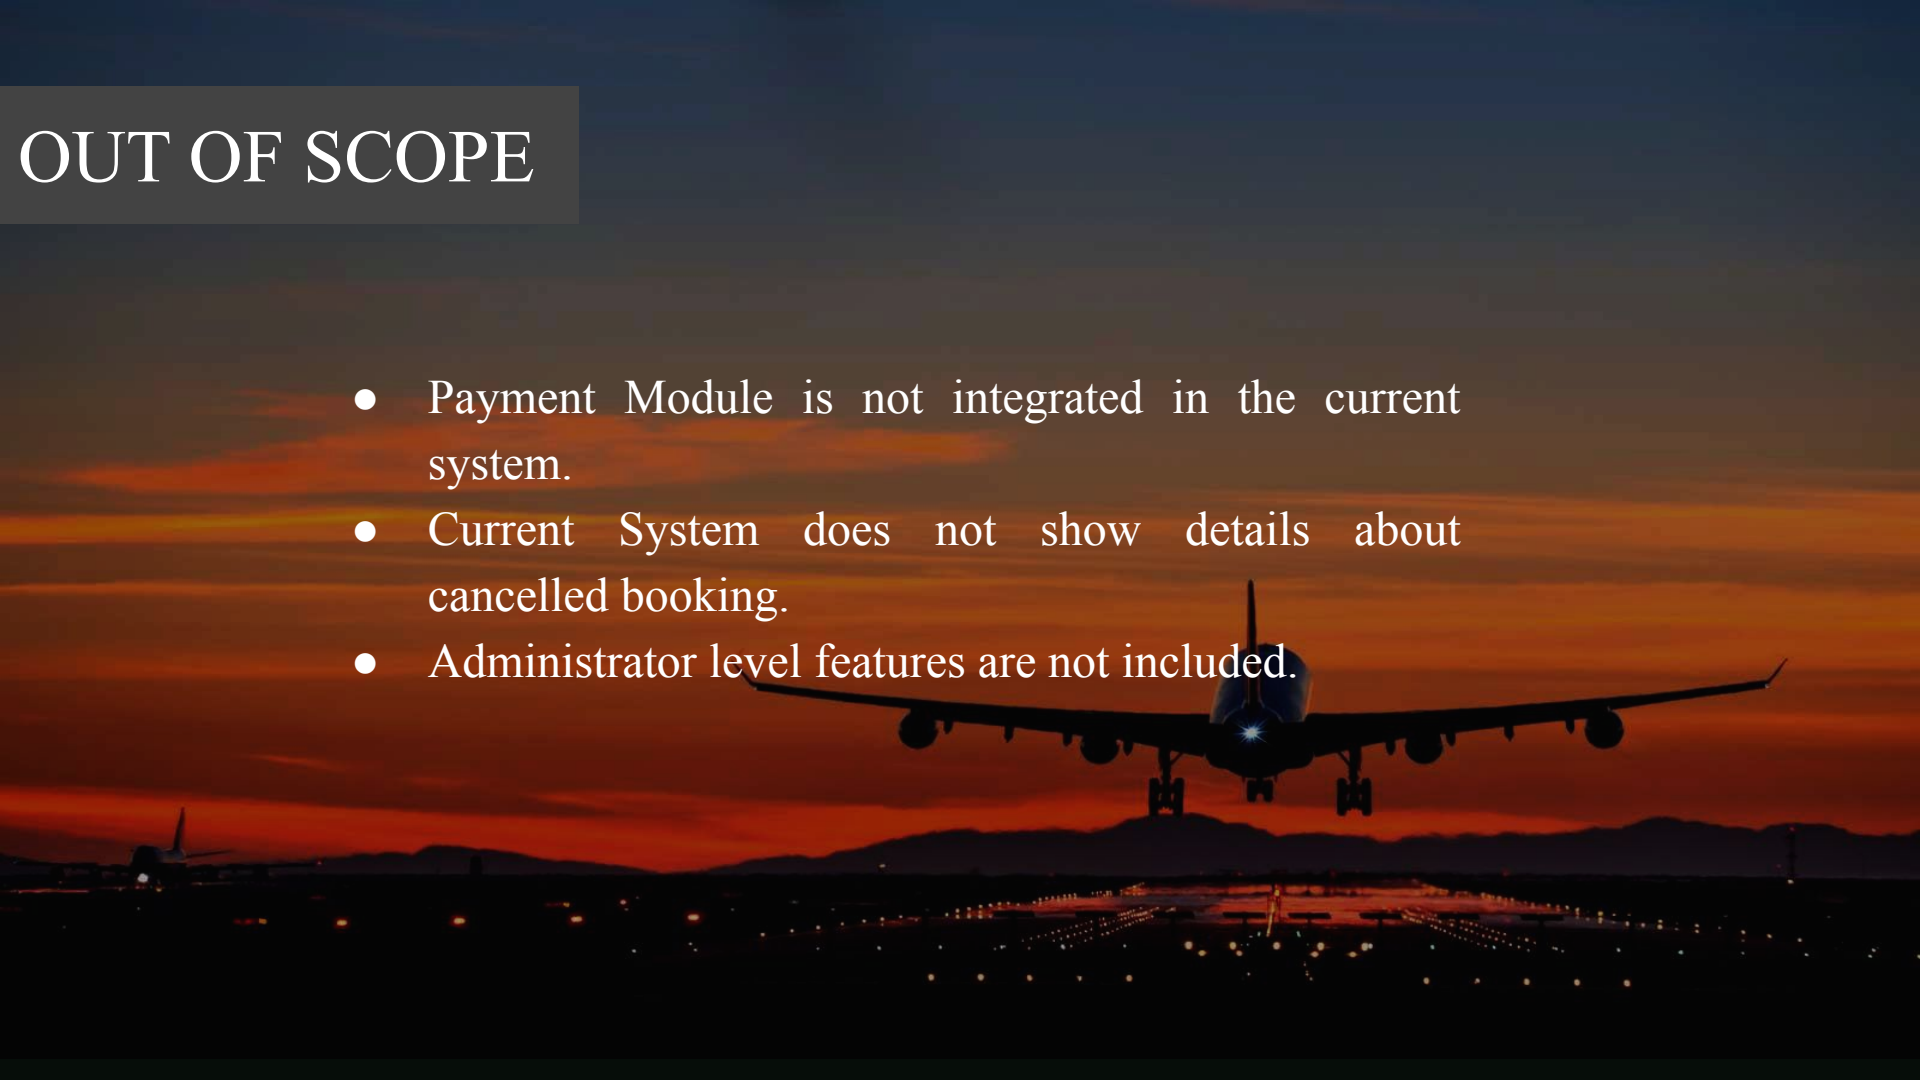 OUT OF SCOPE
● Payment Module is not integrated in the current
system.
● Current System does not show details about
cancelled booking.
● Administrator level features are not included.